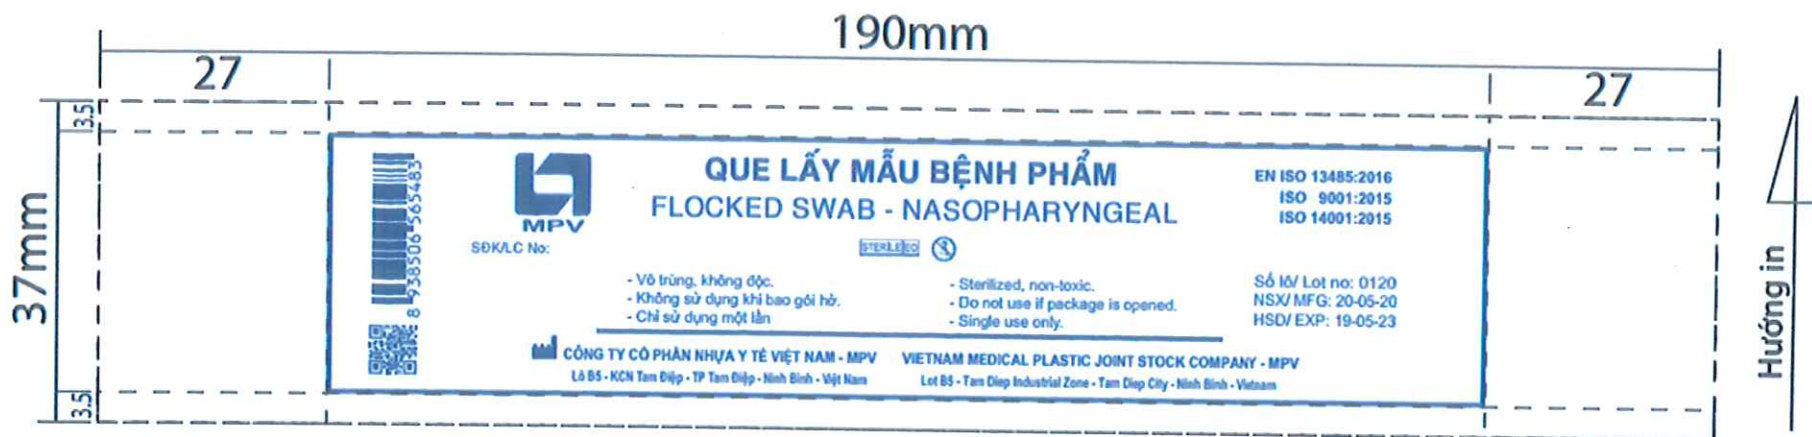 190mm
27
27
3.5
37mm
3.5
8 938506 565483
MPV
SĐK/LC No:
QUE LẤY MẪU BỆNH PHẨM
FLOCKED SWAB - NASOPHARYNGEAL
STERILE EO
2
EN ISO 13485:2016
ISO 9001:2015
ISO 14001:2015
- Vô trùng, không độc.
- Không sử dụng khi bao gói hở.
- Chỉ sử dụng một lần
- Sterilized, non-toxic.
- Do not use if package is opened.
- Single use only.
Số lô/ Lot no: 0120
NSX/ MFG: 20-05-20
HSD/ EXP: 19-05-23
CÔNG TY CỔ PHẦN NHỰA Y TẾ VIỆT NAM - MPV
Lô B5 - KCN Tam Điệp - TP Tam Điệp - Ninh Bình - Việt Nam
VIETNAM MEDICAL PLASTIC JOINT STOCK COMPANY - MPV
Lot B5 - Tam Diep Industrial Zone - Tam Diep City - Ninh Binh - Vietnam
Hướng in